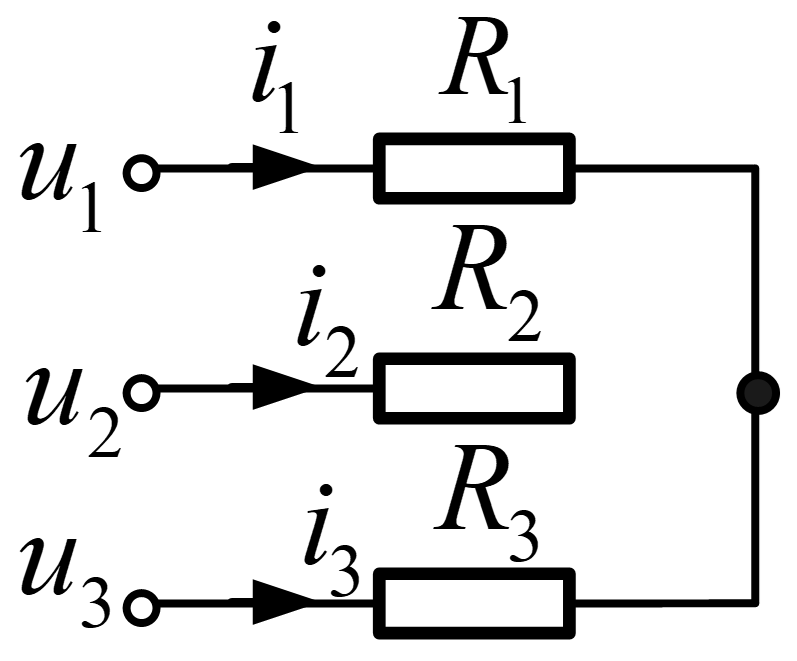 i₁ R₁
u₁
i₂ R₂
u₂
i₃ R₃
u₃